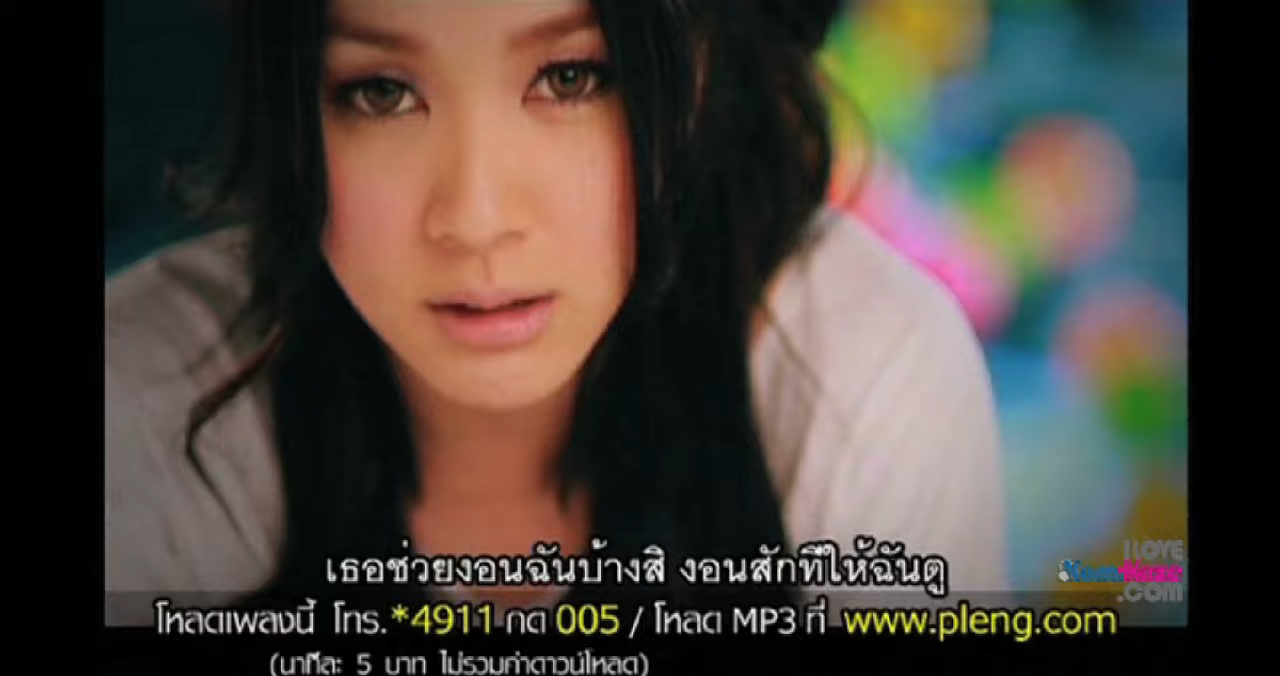 เธอช่วยงอนฉันบ้างสิ งอนสักทีให้ฉันดู
โหลดเพลงนี้ โทร.*4911 กด 005 / โหลด MP3 ที่ www.pleng.com
(นาทีละ 5 บาท ไม่รวมค่าดาวน์โหลด)
I LOVE
.com